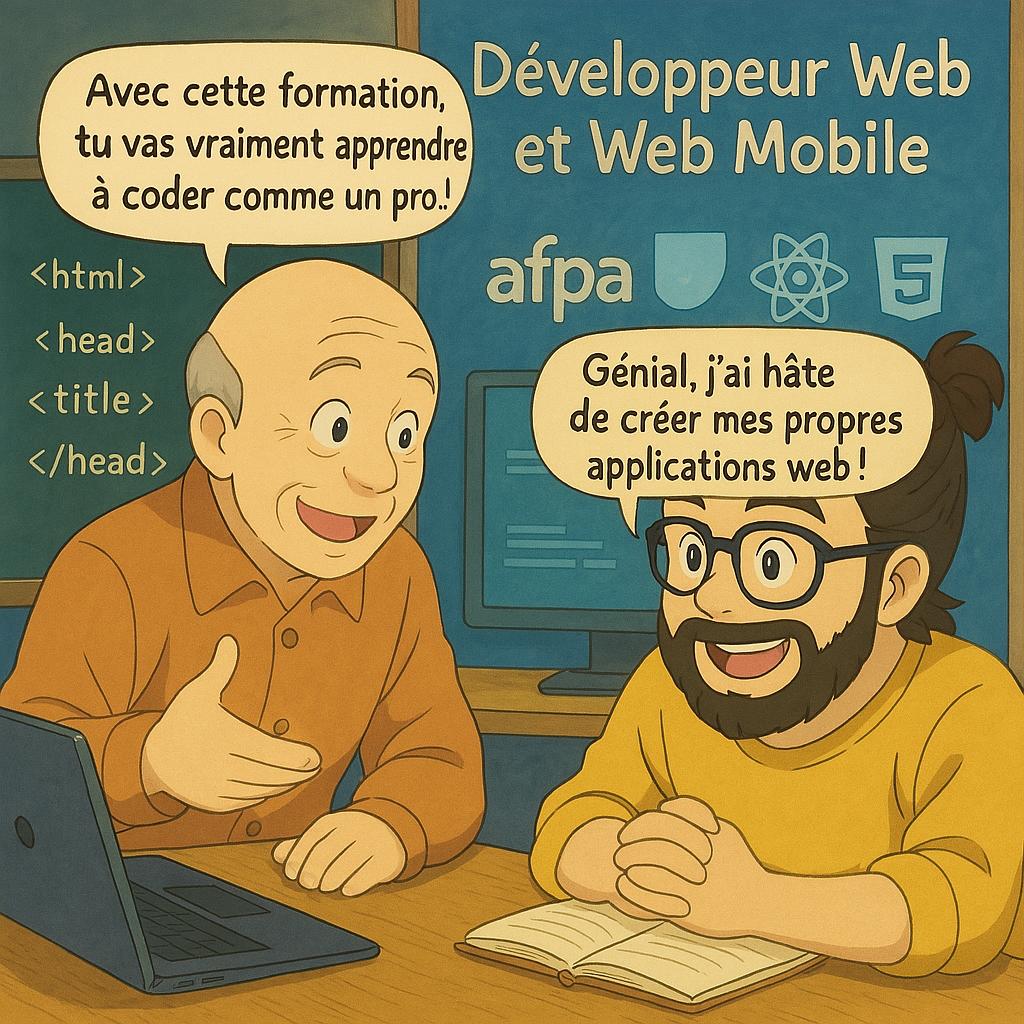 Avec cette formation,
tu vas vraiment apprendre
à coder comme un pro.!
Développeur Web
et Web Mobile
afpa
5
<html>
<head>
<title>
</head>
Génial, j'ai hâte
de créer mes propres
applications web !